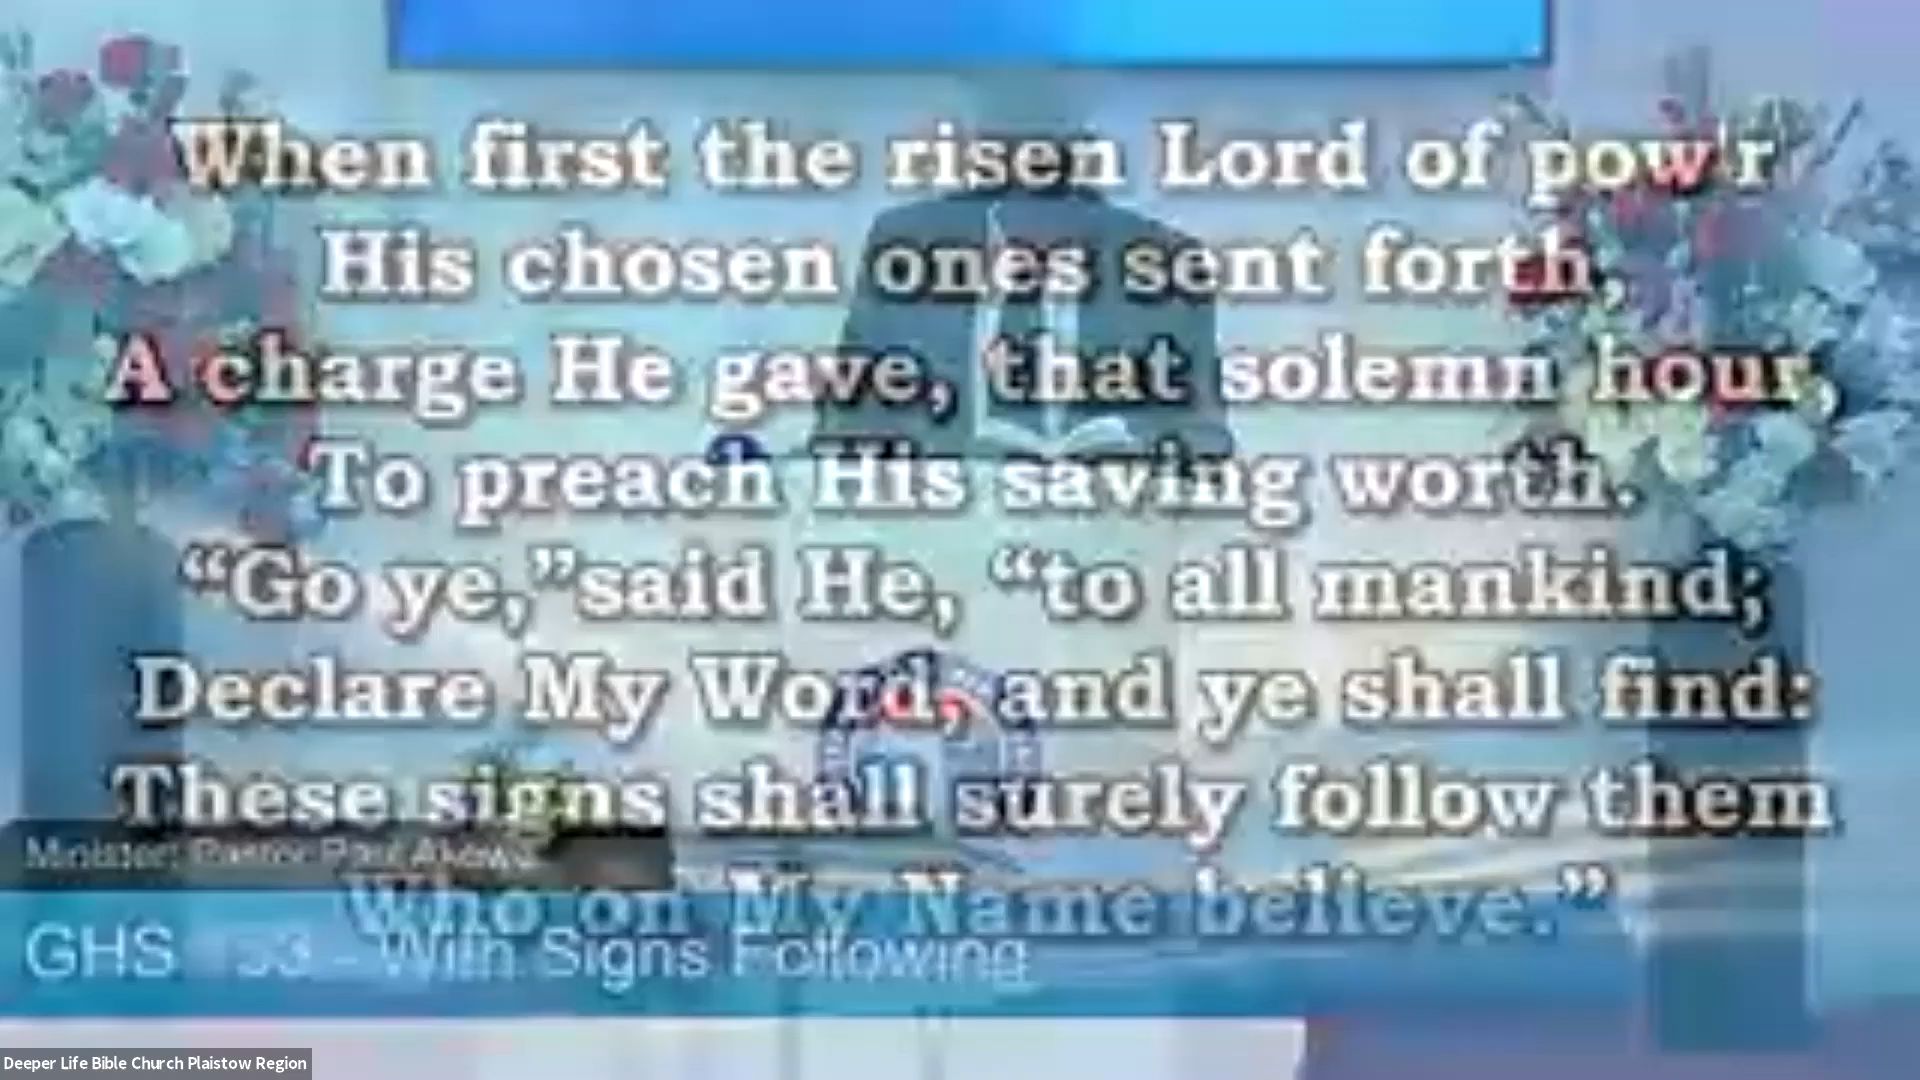 When first the risen Lord of pow'r
His chosen ones sent forth,
A charge He gave, that solemn hour,
To preach His saving worth.
“Go ye,”said He, “to all mankind;
Declare My Word, and ye shall find:
These signs shall surely follow them
Who on My Name believe.”
Minister: Pastor Paul
GHS - With Signs Following
Deeper Life Bible Church Plaistow Region